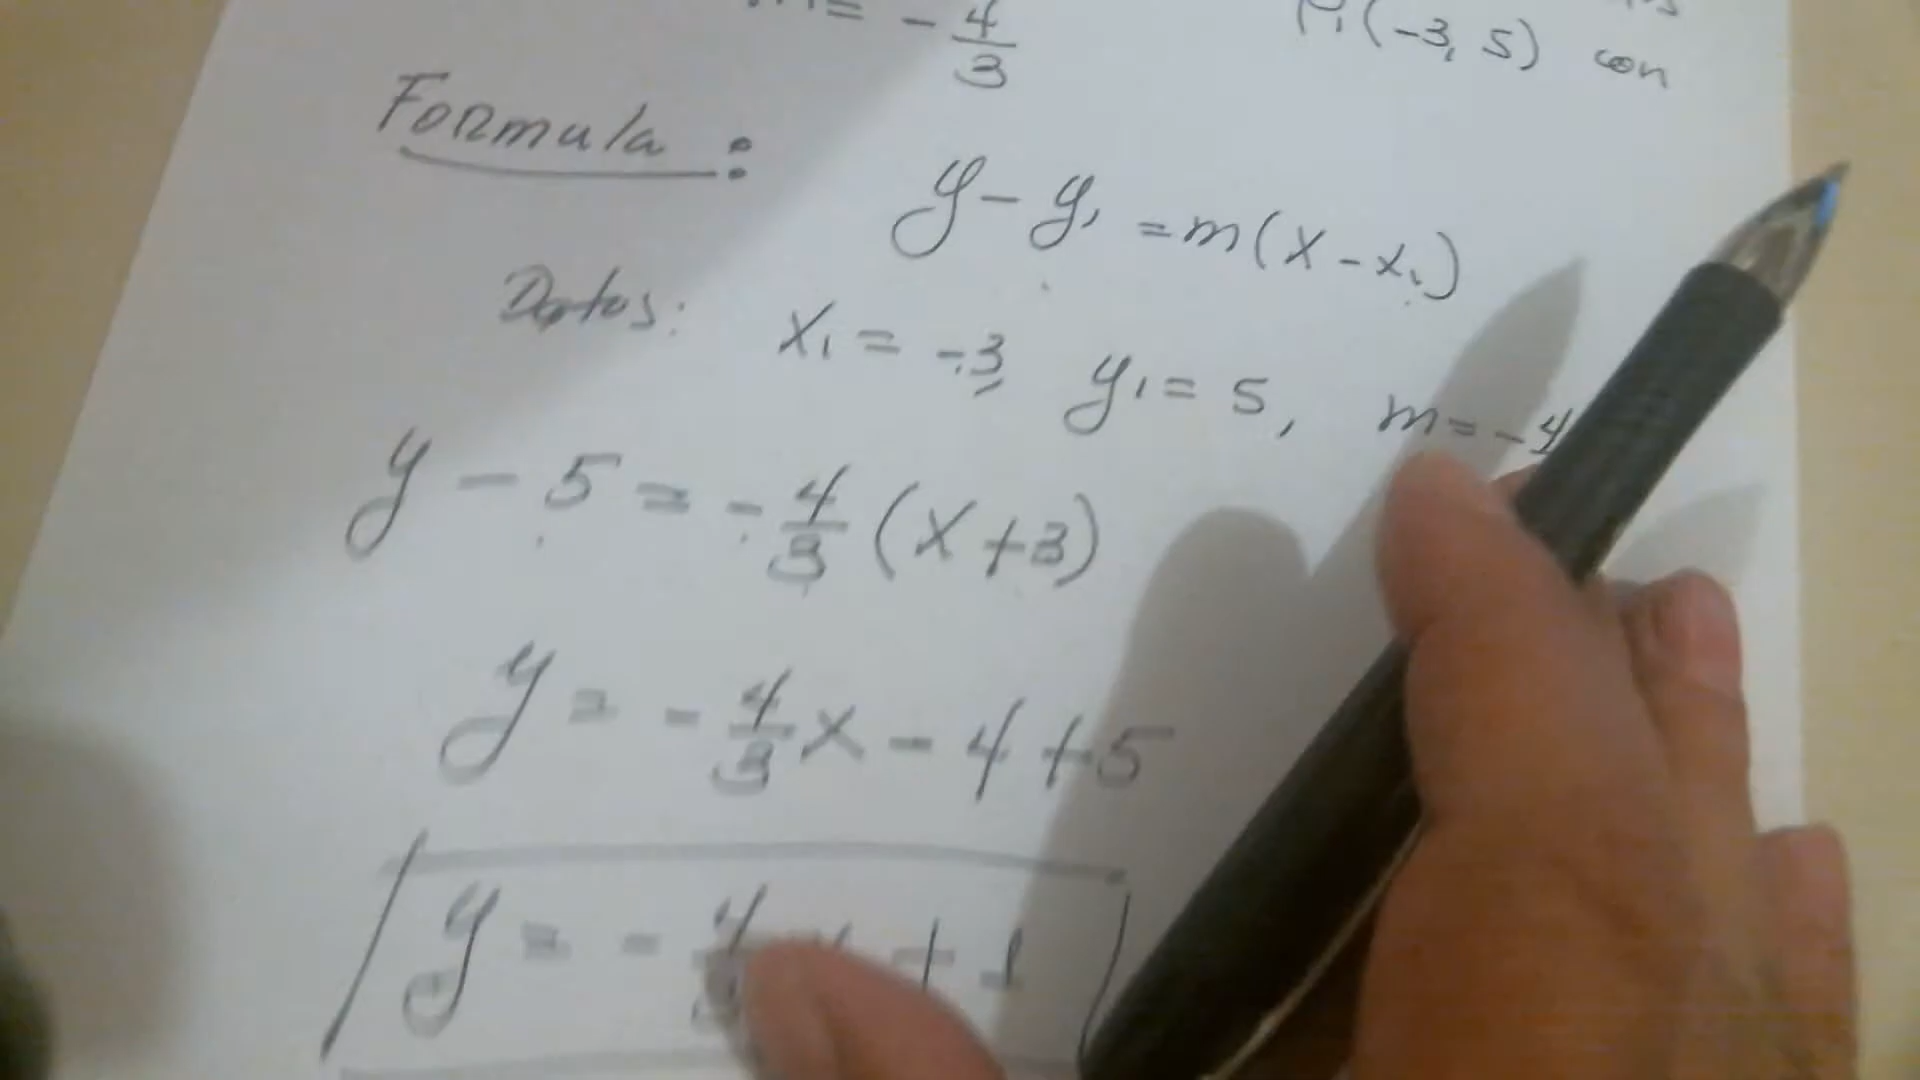 = -4/3
P₁(-3, 5) con
Formula:
y - y₁ = m(x - x₁)
Datos: x₁ = -3, y₁ = 5, m = -4
y - 5 = -4/3 (x + 3)
y = -4/3 x - 4 + 5
y = -4/3 x + 1